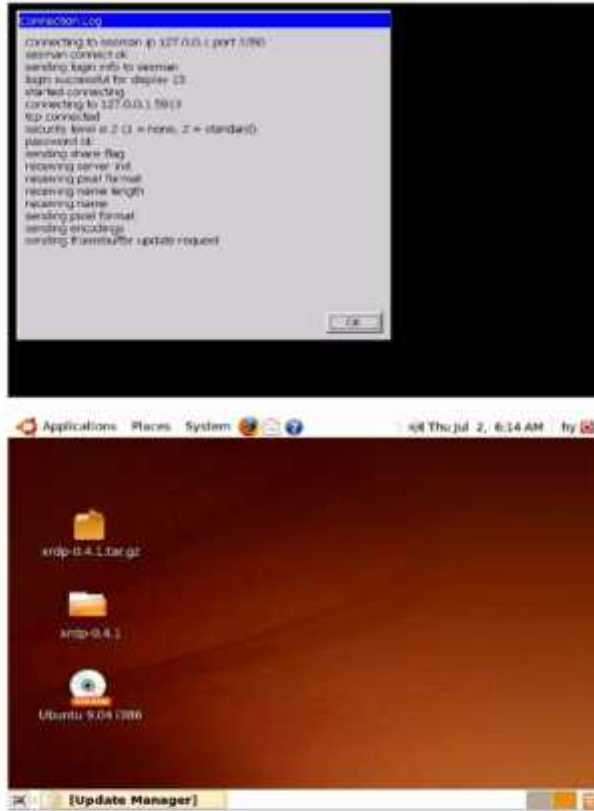 Connection Log
connecting to sesman ip 127.0.0.1 port 3350
sesman connect ok
sending login info to sesman
login successful for display 13
started connecting
connecting to 127.0.0.1 5913
tcp connected
security level is 2 (1 = none, 2 = standard)
password ok
sending share flag
receiving server init
receiving pixel format
receiving name length
receiving name
sending pixel format
sending encodings
sending framebuffer update request
OK
Applications Places System Thu Jul 2, 6:14 AM hy
xrdp-0.4.1.tar.gz
xrdp-0.4.1
Ubuntu 9.04 i386
[Update Manager]